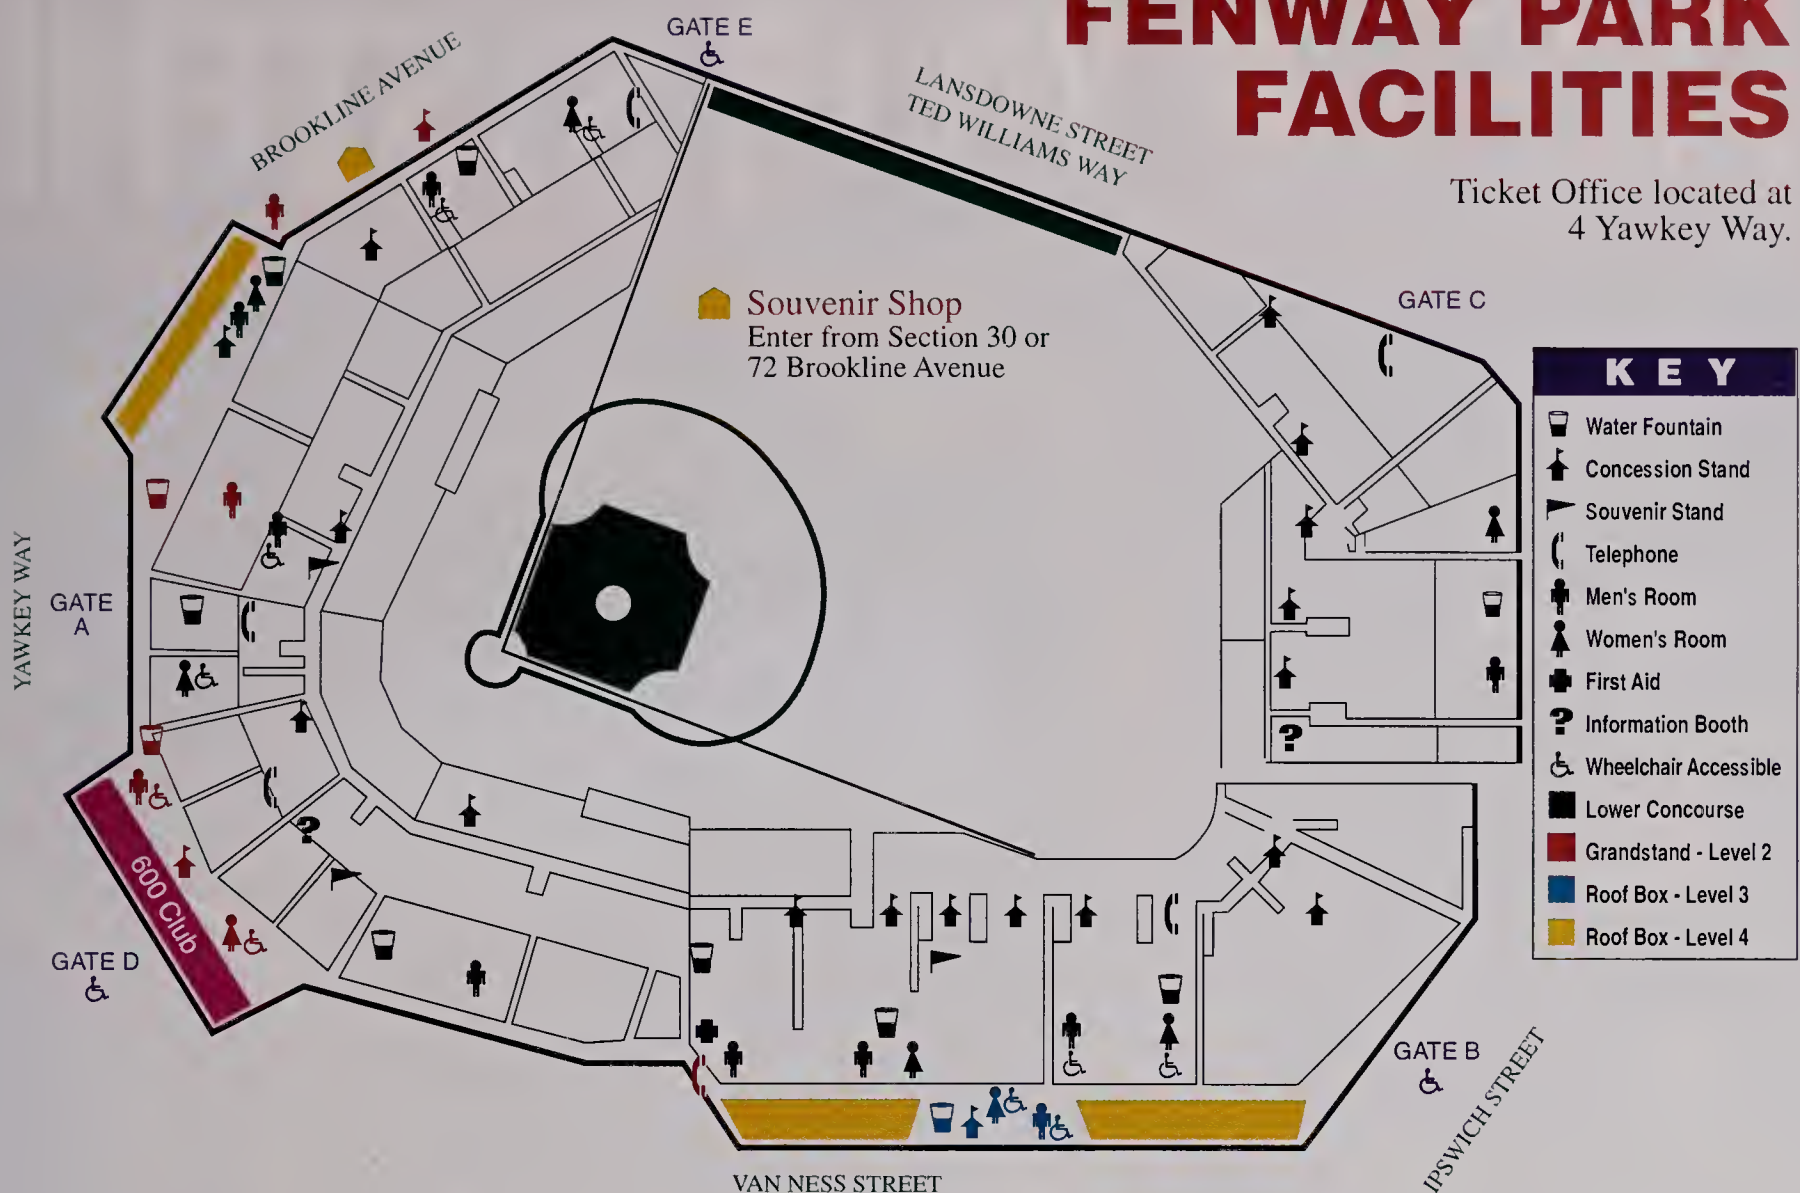 FENWAY PARK
FACILITIES
Ticket Office located at
4 Yawkey Way.
GATE E
BROOKLINE AVENUE
LANSDOWNE STREET
TED WILLIAMS WAY
Souvenir Shop
Enter from Section 30 or
72 Brookline Avenue
GATE C
KEY
Water Fountain
Concession Stand
Souvenir Stand
Telephone
Men's Room
Women's Room
First Aid
? Information Booth
Wheelchair Accessible
Lower Concourse
Grandstand - Level 2
Roof Box - Level 3
Roof Box - Level 4
YAWKEY WAY
GATE
A
?
?
600 Club
GATE D
GATE B
IPSWICH STREET
VAN NESS STREET